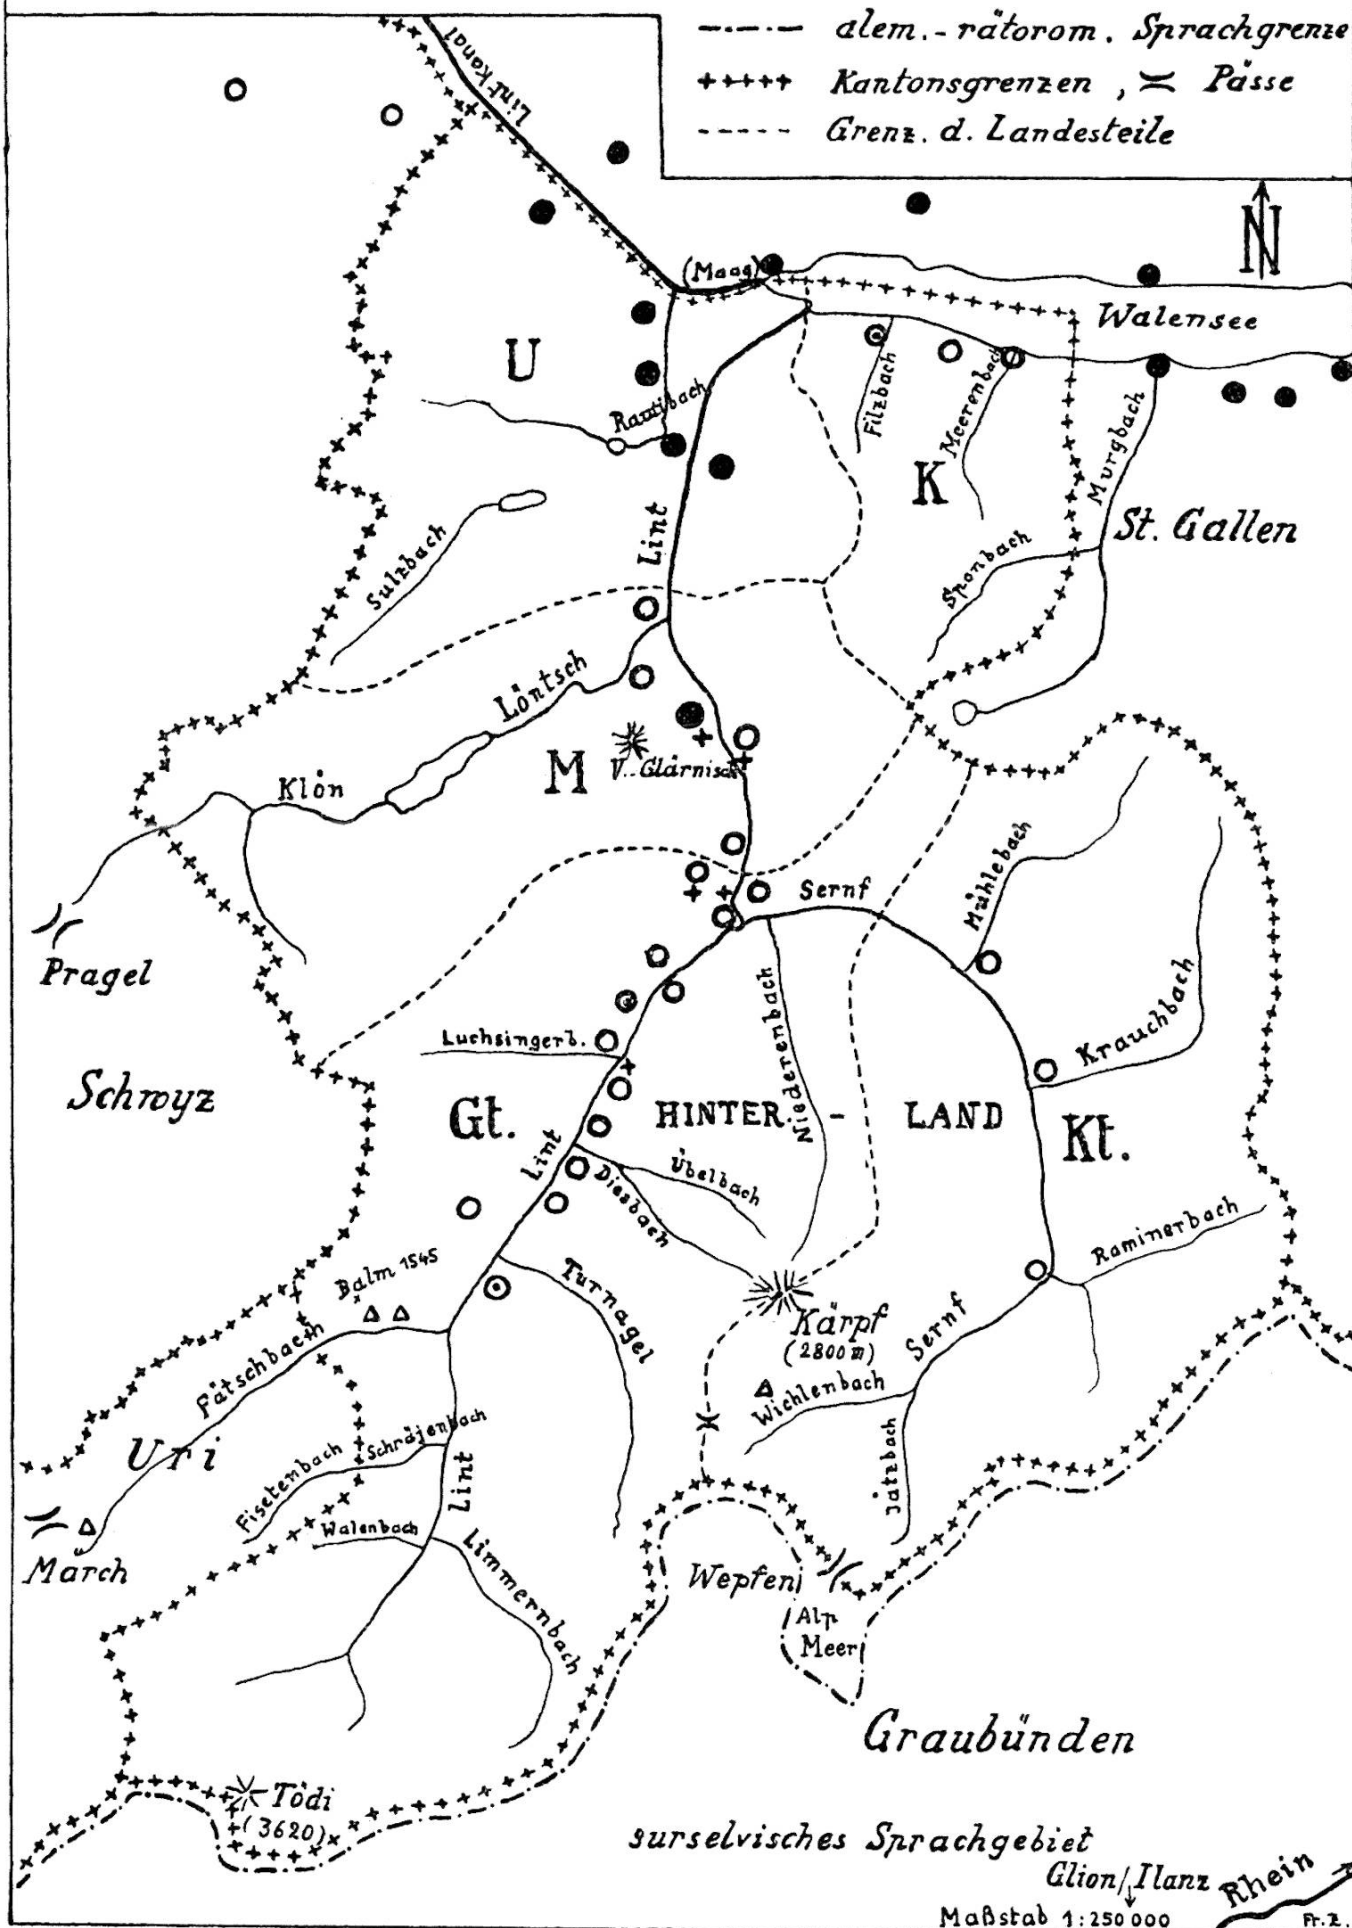 alem.-rätorom. Sprachgrenze
+++++ Kantonsgrenzen, ≍ Pässe
Grenz. d. Landesteile
N
Lint-Kanal
(Maag)
Walensee
U
Rautibach
Filzbach
Meerenbach
Murgbach
K
St. Gallen
Lint
Sulzbach
Sponbach
Löntsch
M
V. Glärnisch
Klön
Mühlebach
Sernf
Pragel
Niederenbach
Krauchbach
Luchsingerb.
Schwyz
Gt.
HINTER-LAND
Kt.
Lint
Übelbach
Diesbach
Raminerbach
Balm 1545
Turnagel
Kärpf
(2800 m)
Sernf
Fätschbach
Wichlenbach
Uri
Schräjenbach
Fisetenbach
Lint
Jätzbach
Walenbach
Limmernbach
March
Wepfen
Alp
Meer
Graubünden
Tödi
(3620)
surselvisches Sprachgebiet
Glion/Ilanz
Rhein
Maßstab 1:250 000
Fr. Z.